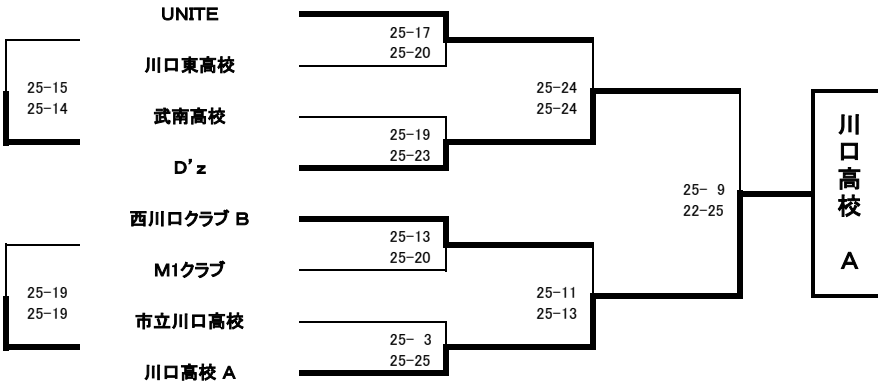 UNITE
25-17
25-20
川口東高校
25-15
25-14
25-24
25-24
武南高校
25-19
25-23
D'z
川口高校 A
25- 9
22-25
西川口クラブ B
25-13
25-20
M1クラブ
25-19
25-19
25-11
25-13
市立川口高校
25- 3
25-25
川口高校 A